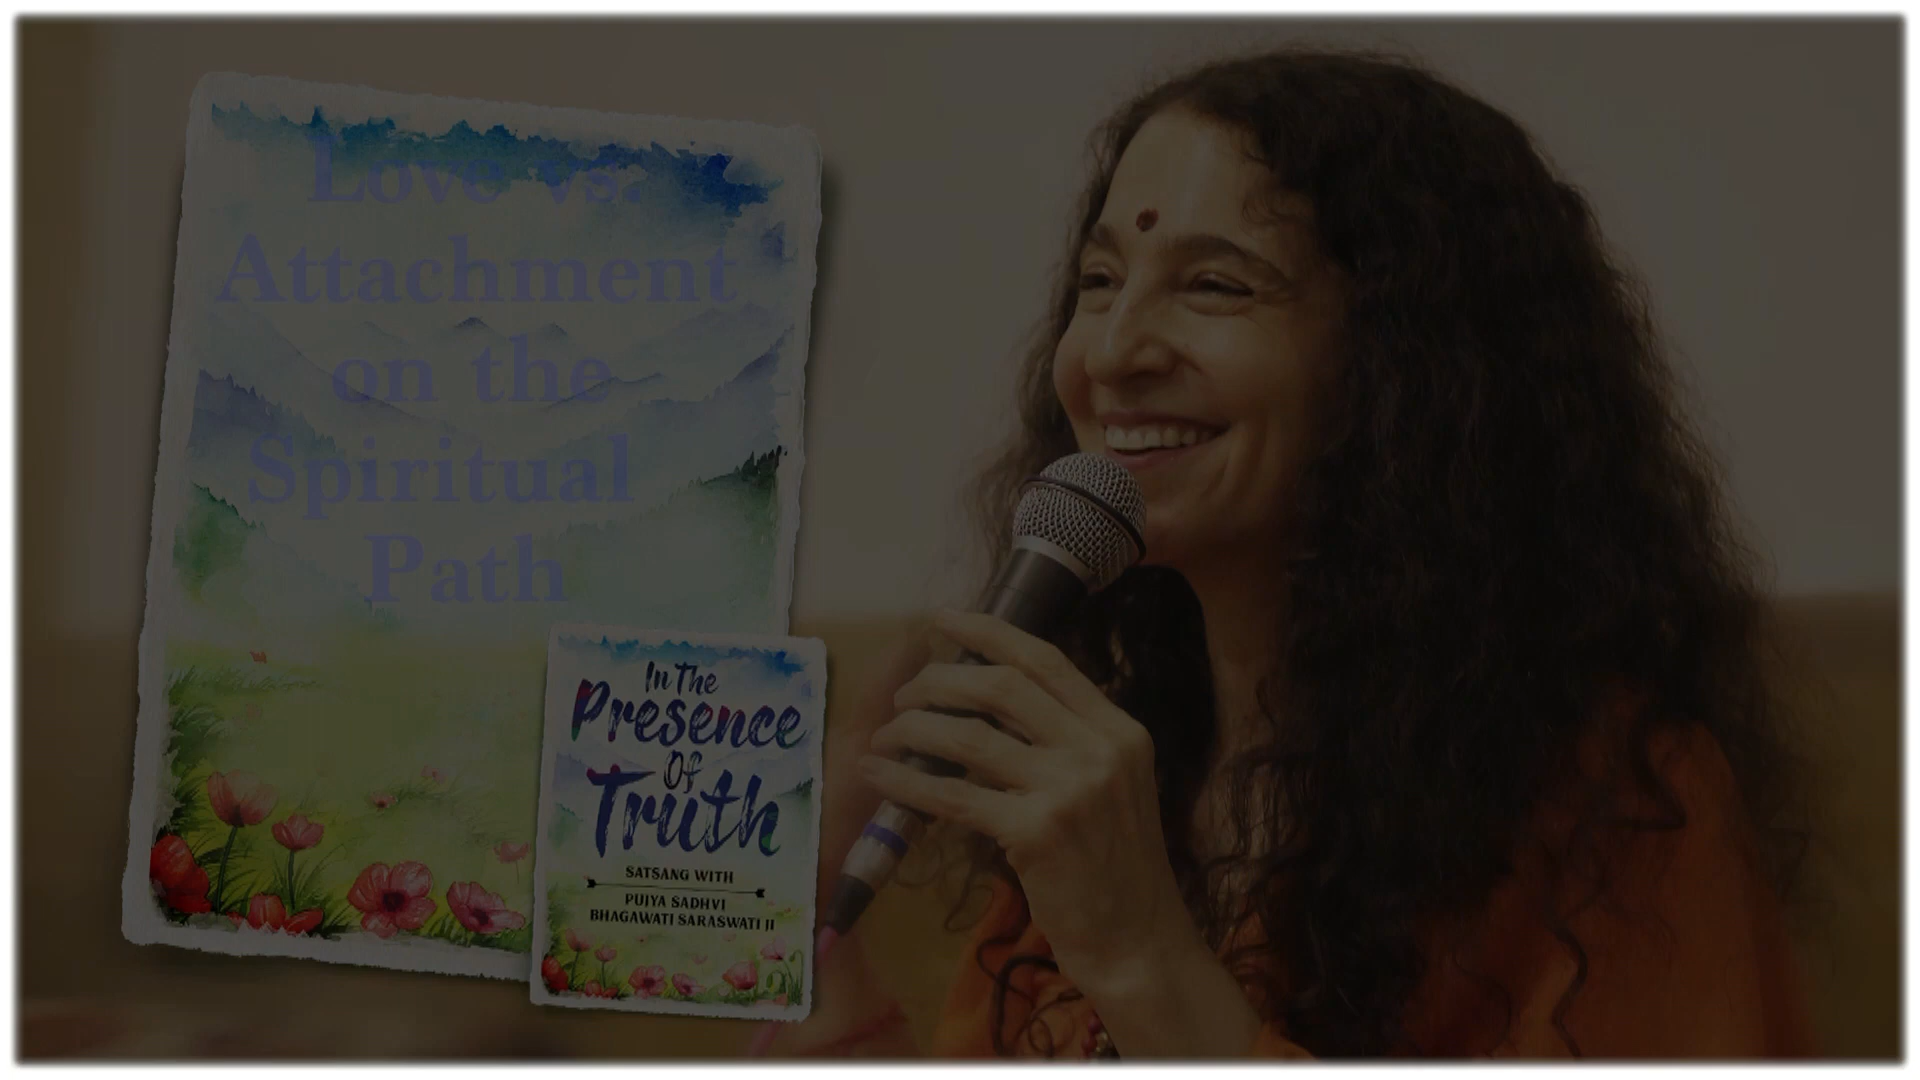 Love vs.
Attachment
on the
Spiritual
Path
In The
Presence
Of
Truth
SATSANG WITH
PUJYA SADHVI
BHAGAWATI SARASWATI JI